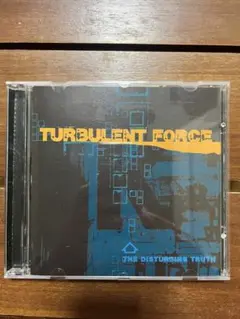 TURBULENT FORCE
THE DISTURBING TRUTH